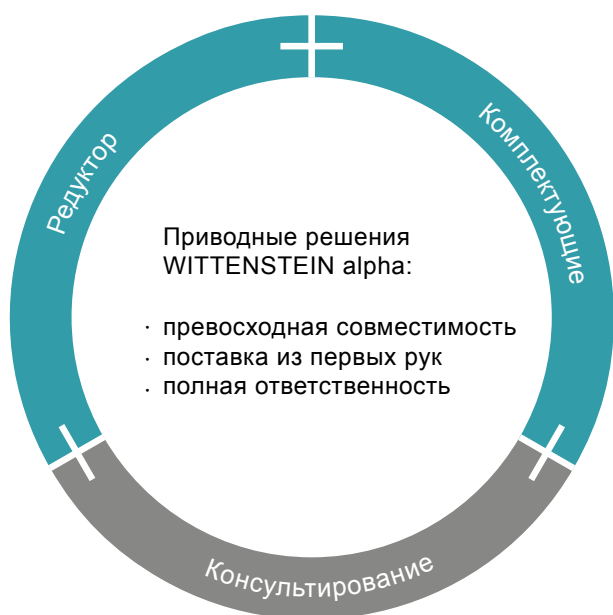 Редуктор
Комплектующие
Приводные решения
WITTENSTEIN alpha:
· превосходная совместимость
· поставка из первых рук
· полная ответственность
Консультирование